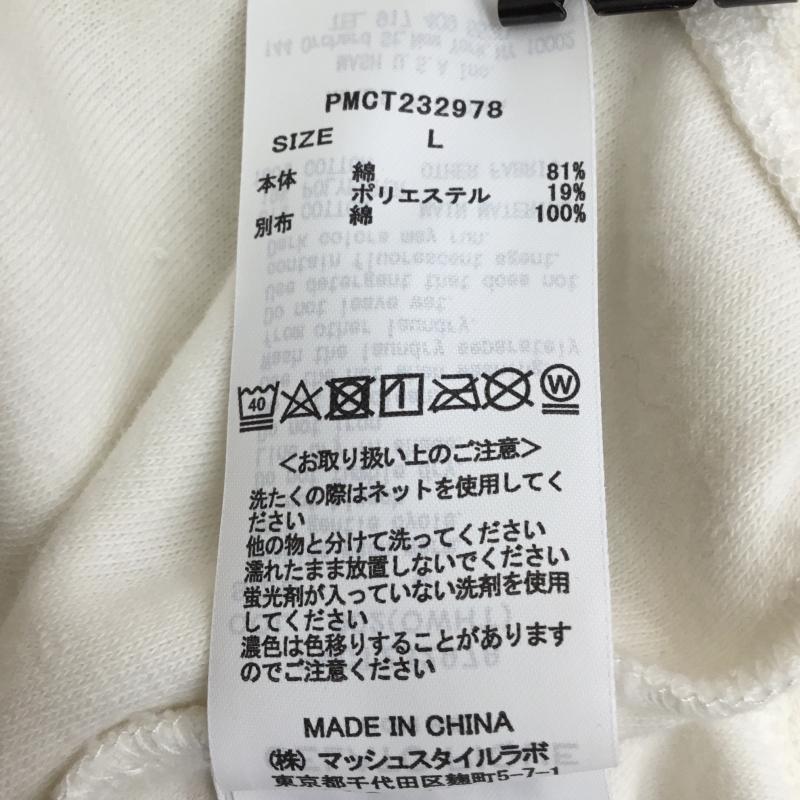 PMCT232978
SIZE L
本体 綿 81%
ポリエステル 19%
別布 綿 100%
40
W
＜お取り扱い上のご注意＞
洗たくの際はネットを使用してく
ださい
他の物と分けて洗ってください
濡れたまま放置しないでください
蛍光剤が入っていない洗剤を使用
してください
濃色は色移りすることがあります
のでご注意ください
MADE IN CHINA
(株) マッシュスタイルラボ
東京都千代田区麹町5-7-1